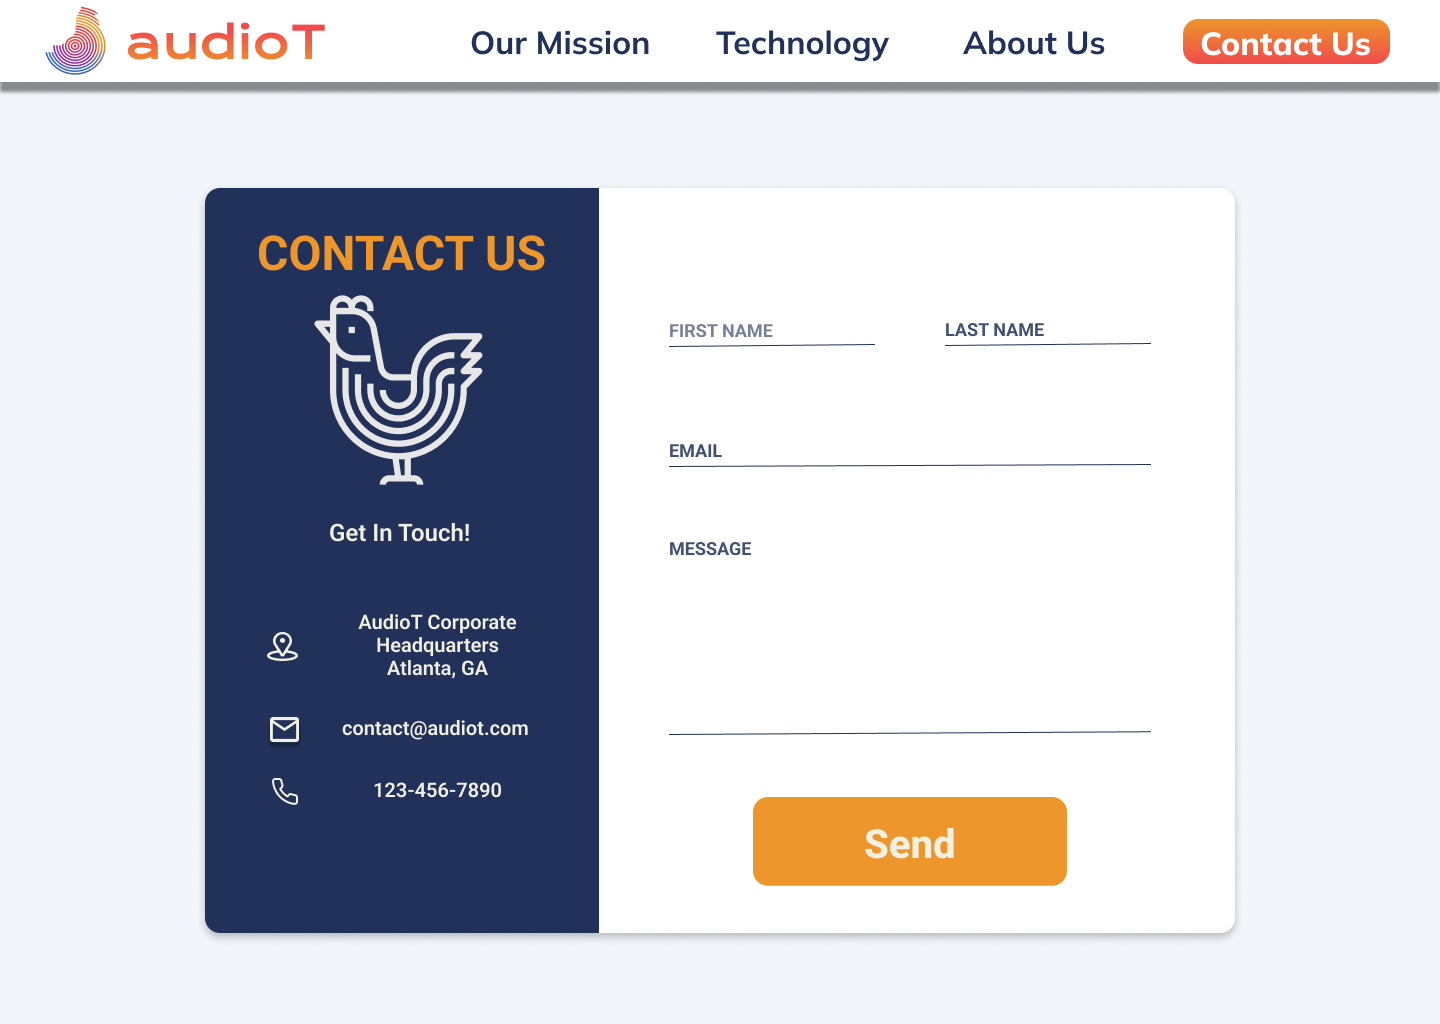 audioT
Our Mission
Technology
About Us
Contact Us
CONTACT US
Get In Touch!
AudioT Corporate
Headquarters
Atlanta, GA
contact@audiot.com
123-456-7890
FIRST NAME
LAST NAME
EMAIL
MESSAGE
Send